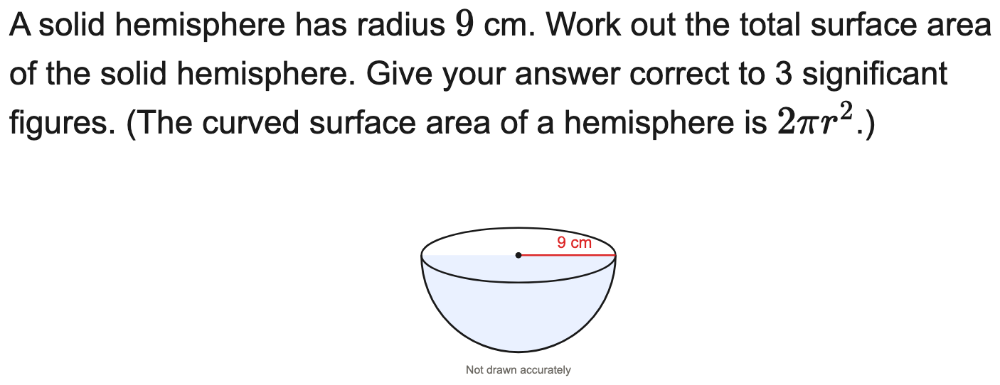 A solid hemisphere has radius 9 cm. Work out the total surface area
of the solid hemisphere. Give your answer correct to 3 significant
figures. (The curved surface area of a hemisphere is 2πr².)
9 cm
Not drawn accurately